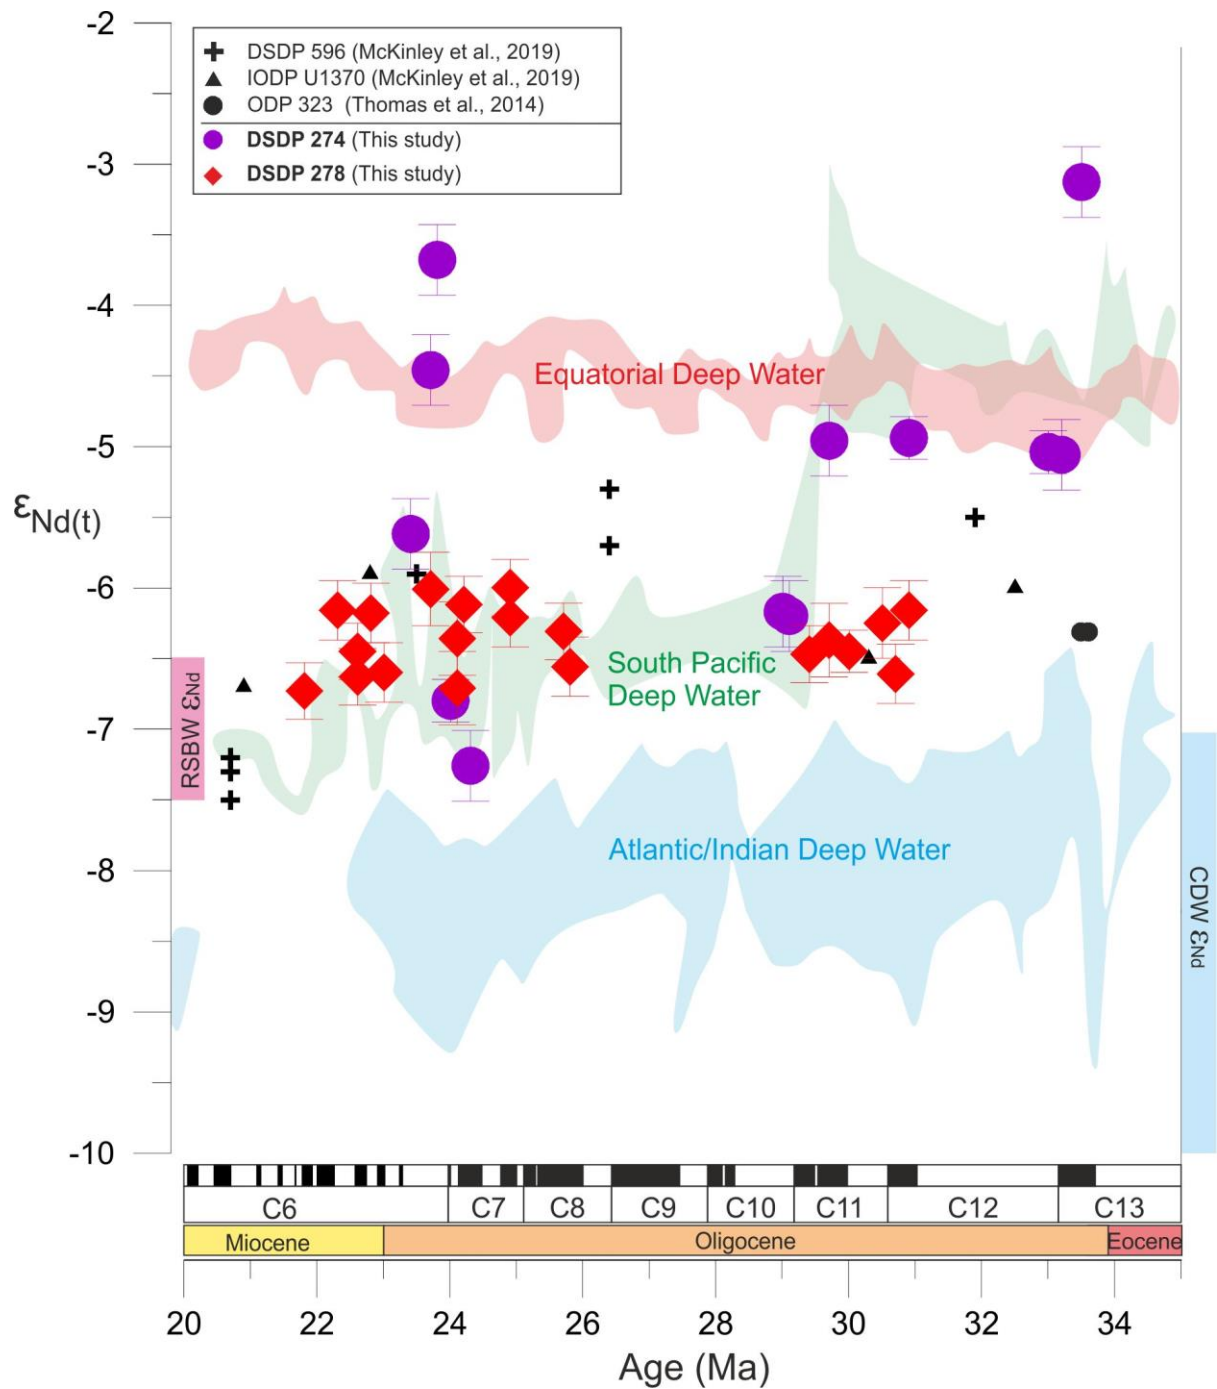 -2
DSDP 596 (McKinley et al., 2019)
IODP U1370 (McKinley et al., 2019)
ODP 323 (Thomas et al., 2014)
DSDP 274 (This study)
DSDP 278 (This study)
-3
-4
Equatorial Deep Water
-5
εNd(t)
-6
South Pacific
Deep Water
RSBW εNd
-7
Atlantic/Indian Deep Water
-8
CDW εNd
-9
-10
C6 C7 C8 C9 C10 C11 C12 C13
Miocene Oligocene Eocene
20 22 24 26 28 30 32 34
Age (Ma)